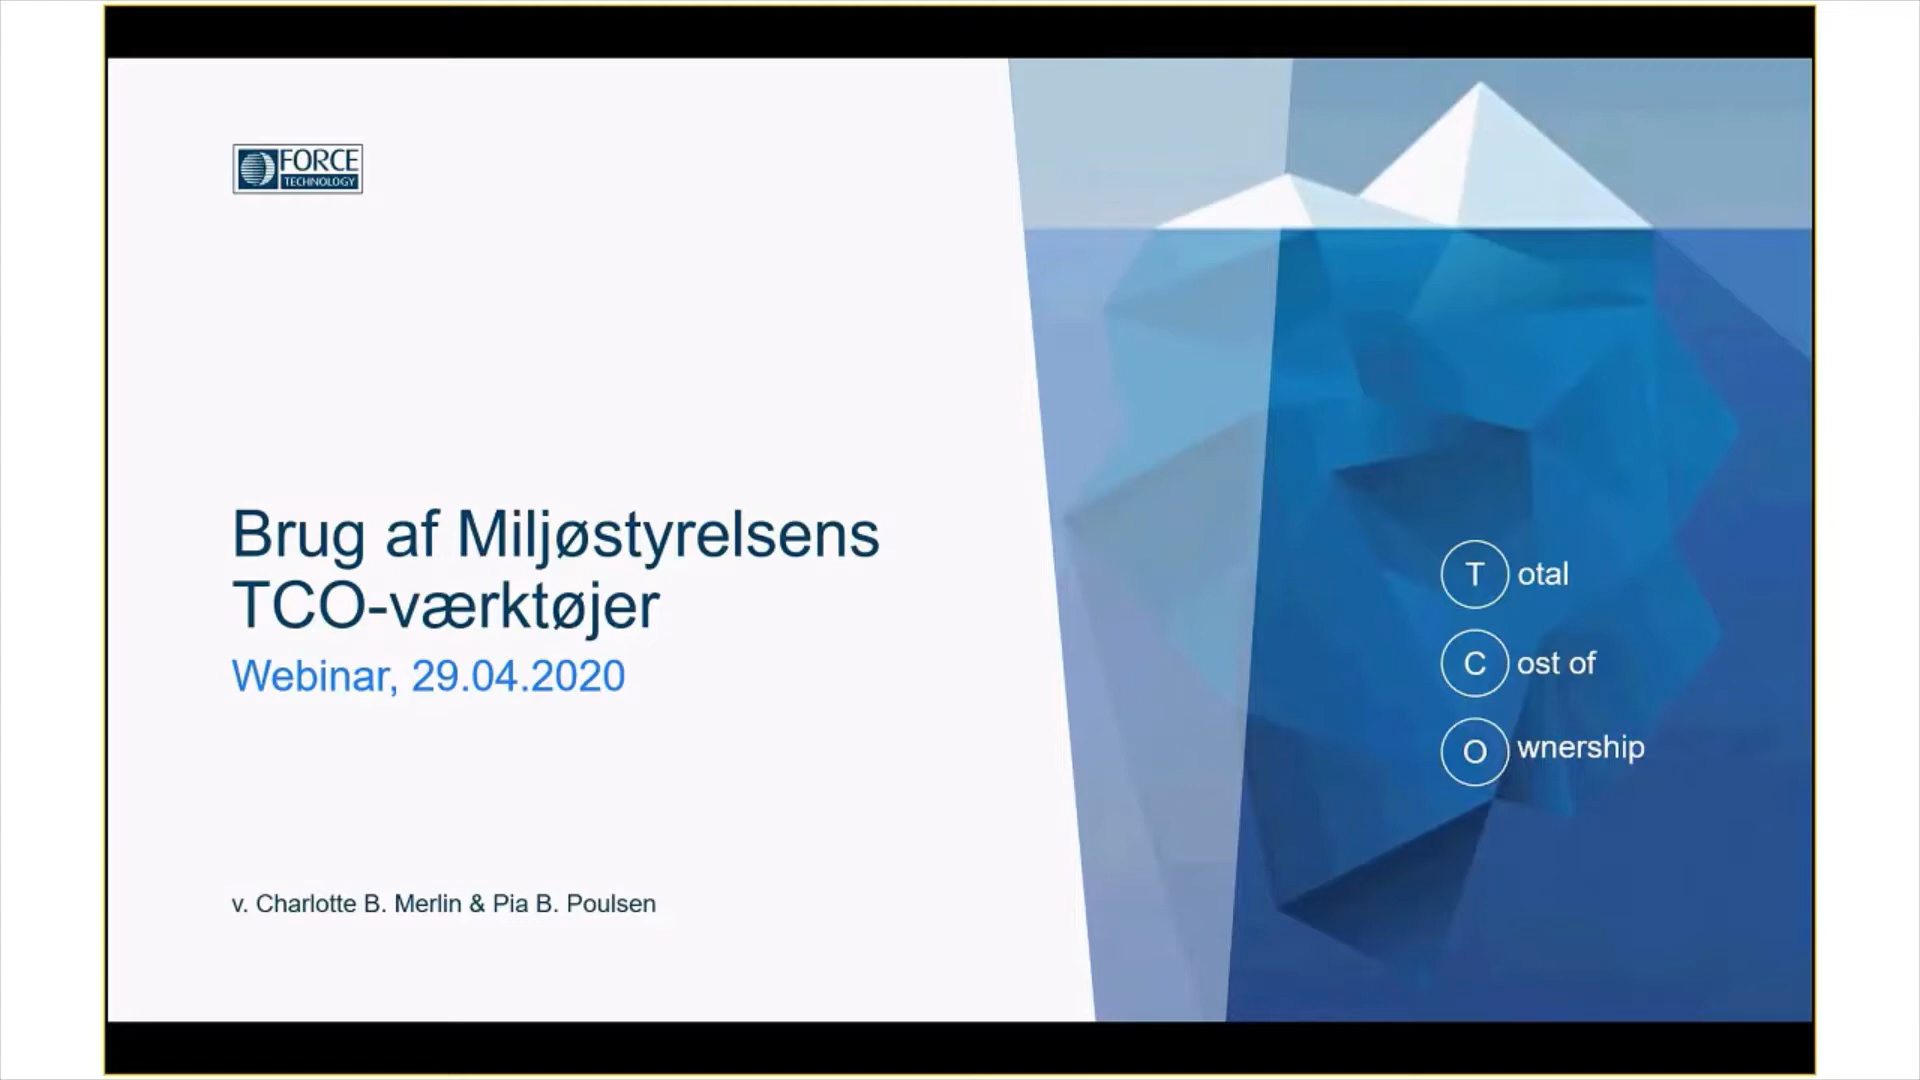 FORCE
TECHNOLOGY
Brug af Miljøstyrelsens
TCO-værktøjer
Webinar, 29.04.2020
v. Charlotte B. Merlin & Pia B. Poulsen
T otal
C ost of
O wnership